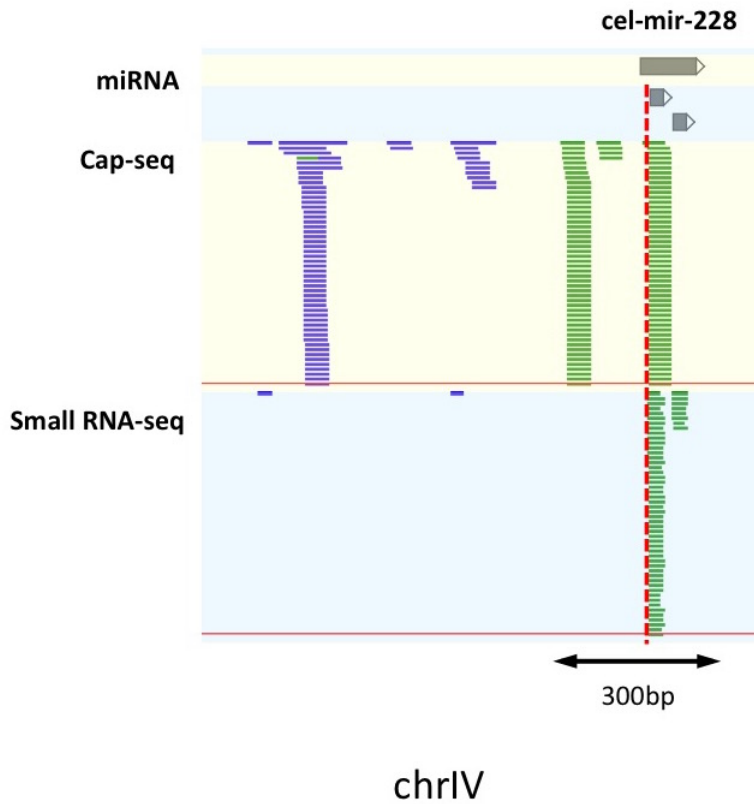 cel-mir-228
miRNA
Cap-seq
Small RNA-seq
300bp
chrIV